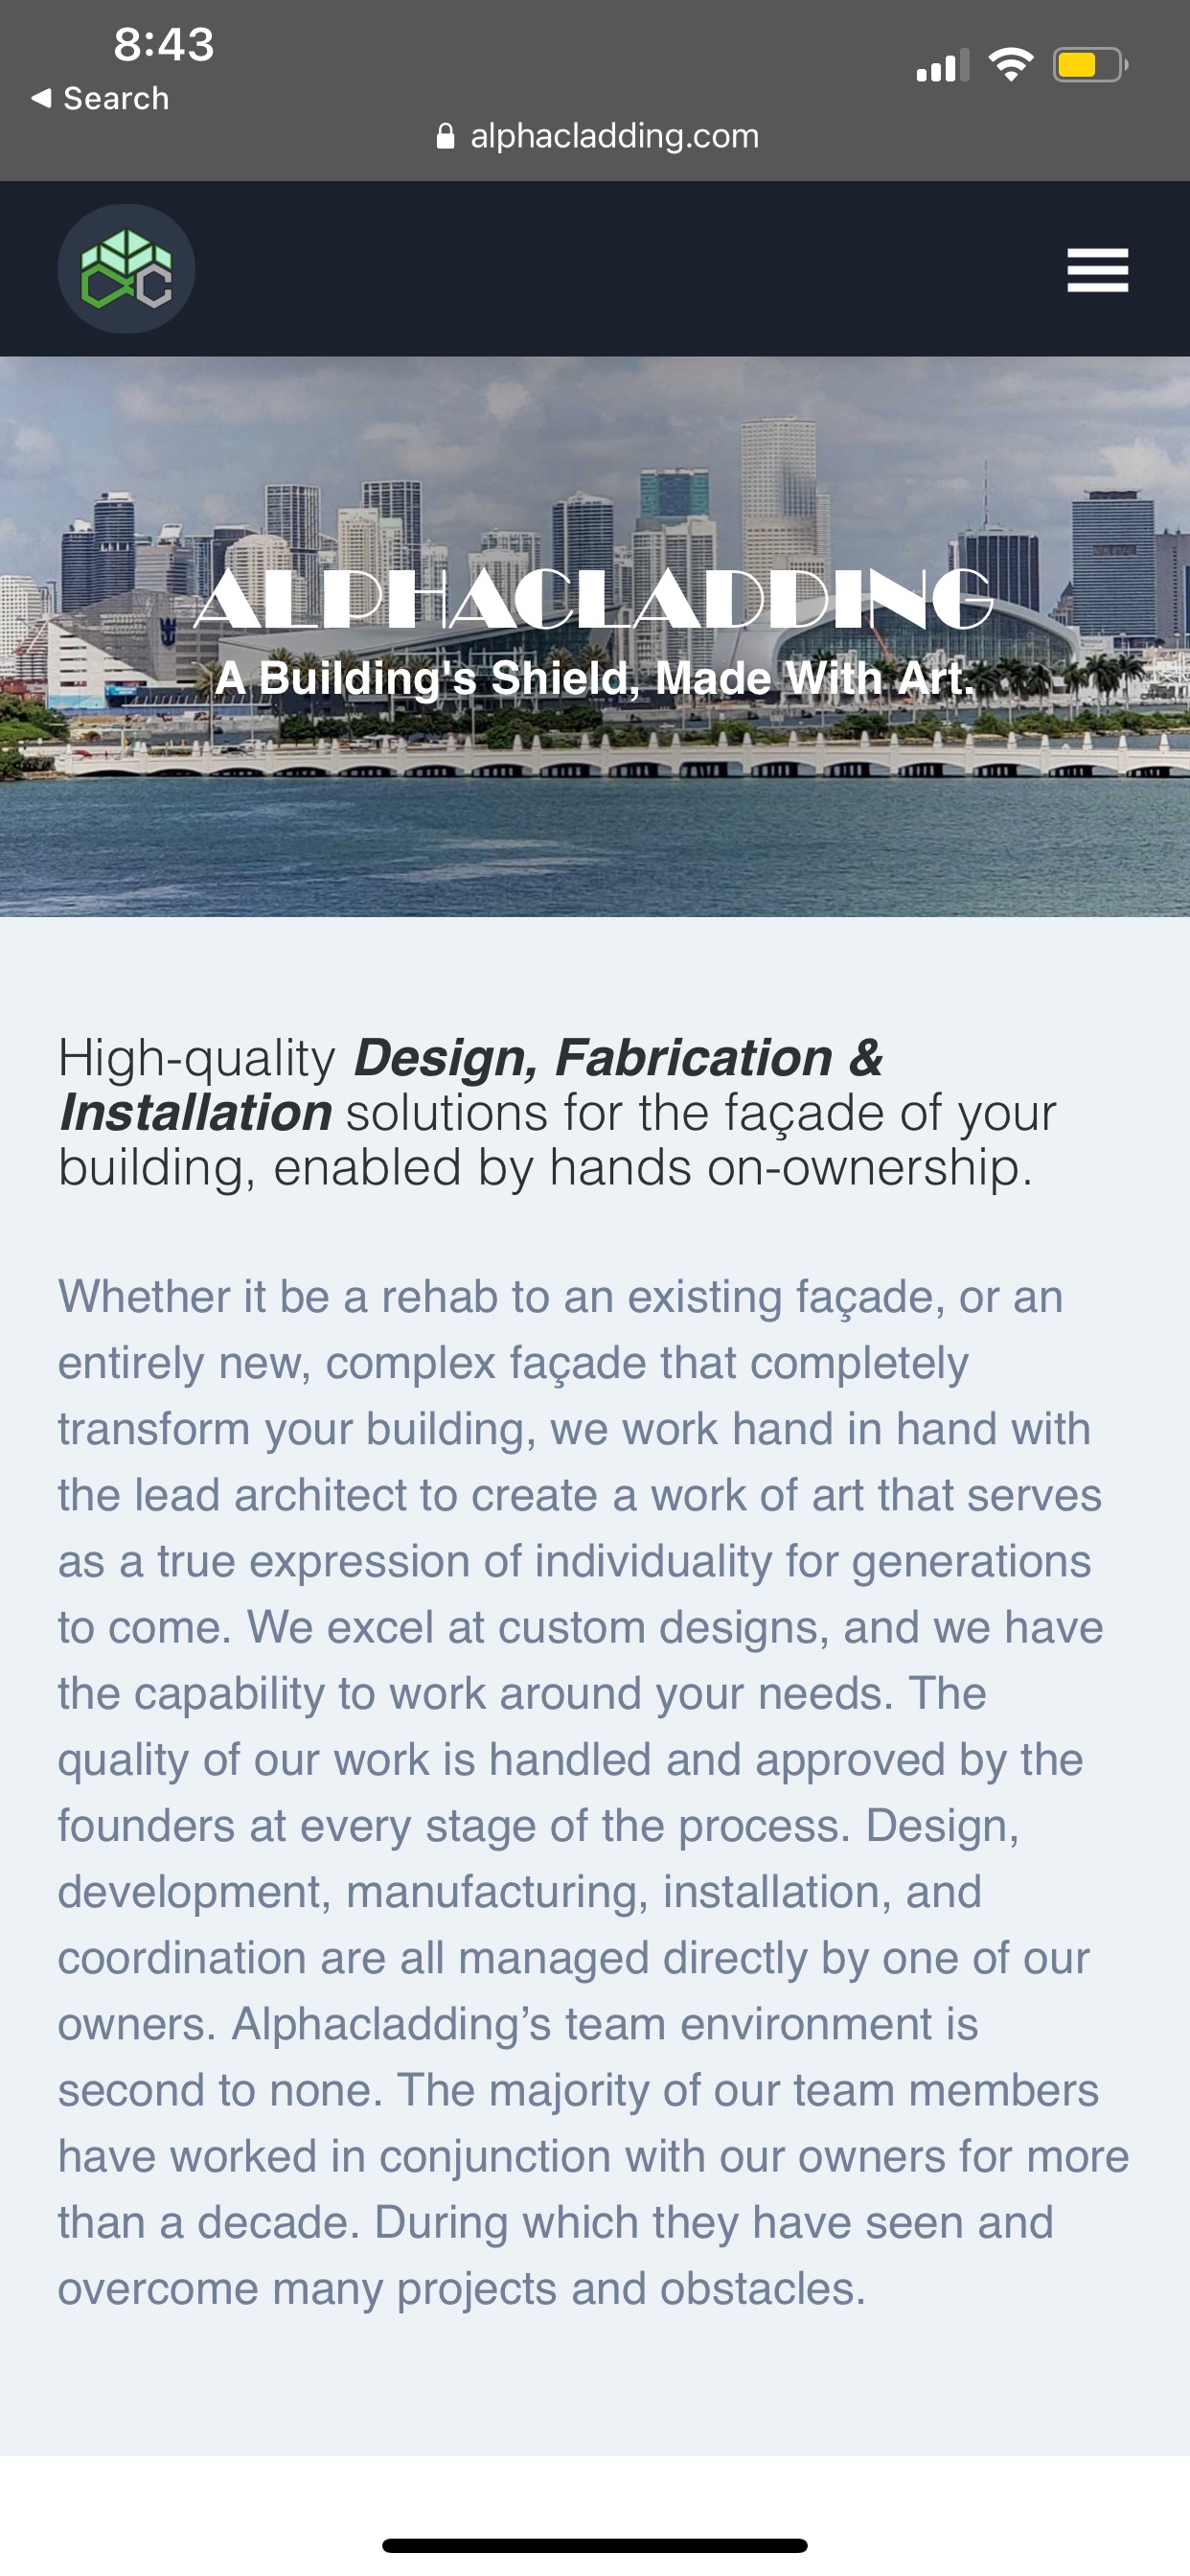 8:43
◀ Search
alphacladding.com
ALPHACLADDING
A Building's Shield, Made With Art.
High-quality Design, Fabrication &
Installation solutions for the façade of your
building, enabled by hands on-ownership.
Whether it be a rehab to an existing façade, or an
entirely new, complex façade that completely
transform your building, we work hand in hand with
the lead architect to create a work of art that serves
as a true expression of individuality for generations
to come. We excel at custom designs, and we have
the capability to work around your needs. The
quality of our work is handled and approved by the
founders at every stage of the process. Design,
development, manufacturing, installation, and
coordination are all managed directly by one of our
owners. Alphacladding’s team environment is
second to none. The majority of our team members
have worked in conjunction with our owners for more
than a decade. During which they have seen and
overcome many projects and obstacles.